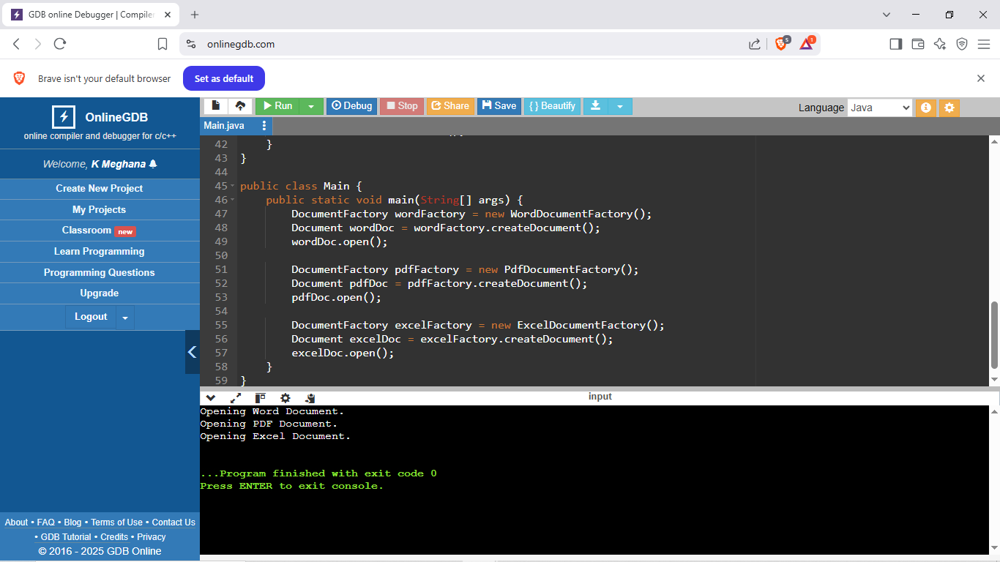 GDB online Debugger | Compiler
onlinegdb.com
5
1
Brave isn't your default browser
Set as default
OnlineGDB
online compiler and debugger for c/c++
Welcome, K Meghana
Create New Project
My Projects
Classroom new
Learn Programming
Programming Questions
Upgrade
Logout
About • FAQ • Blog • Terms of Use • Contact Us
• GDB Tutorial • Credits • Privacy
© 2016 - 2025 GDB Online
Run
Debug
Stop
Share
Save
{ } Beautify
Language Java
Main.java
42     }
43 }
44
45 public class Main {
46     public static void main(String[] args) {
47         DocumentFactory wordFactory = new WordDocumentFactory();
48         Document wordDoc = wordFactory.createDocument();
49         wordDoc.open();
50
51         DocumentFactory pdfFactory = new PdfDocumentFactory();
52         Document pdfDoc = pdfFactory.createDocument();
53         pdfDoc.open();
54
55         DocumentFactory excelFactory = new ExcelDocumentFactory();
56         Document excelDoc = excelFactory.createDocument();
57         excelDoc.open();
58     }
59 }
input
Opening Word Document.
Opening PDF Document.
Opening Excel Document.
...Program finished with exit code 0
Press ENTER to exit console.